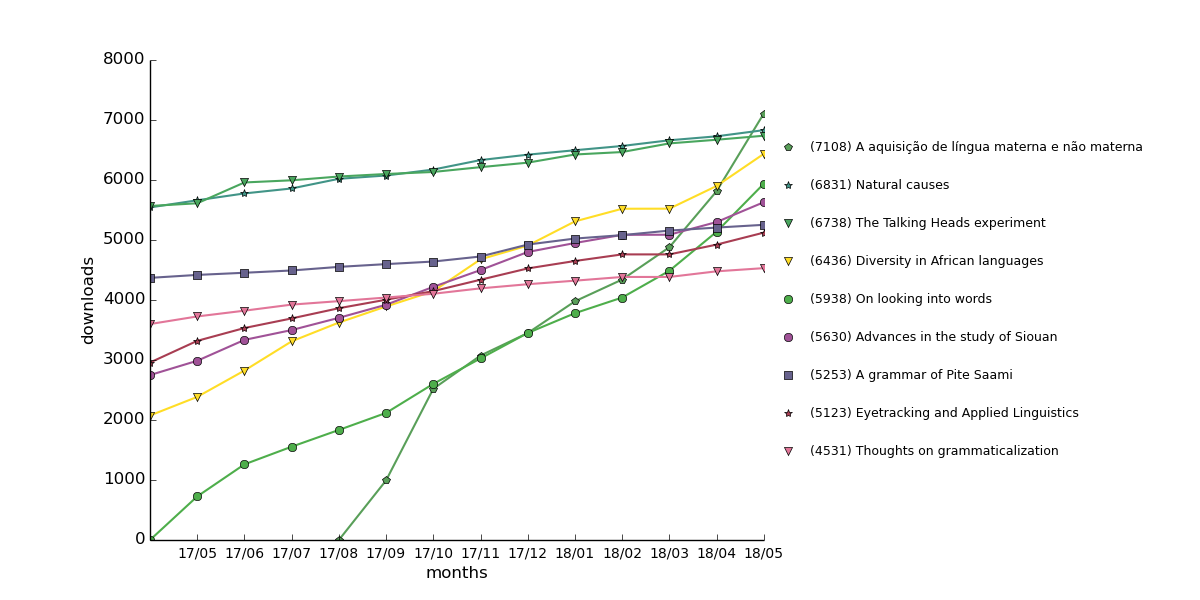 8000
7000
6000
5000
4000
3000
2000
1000
0
downloads
17/05 17/06 17/07 17/08 17/09 17/10 17/11 17/12 18/01 18/02 18/03 18/04 18/05
months
(7108) A aquisição de língua materna e não materna
(6831) Natural causes
(6738) The Talking Heads experiment
(6436) Diversity in African languages
(5938) On looking into words
(5630) Advances in the study of Siouan
(5253) A grammar of Pite Saami
(5123) Eyetracking and Applied Linguistics
(4531) Thoughts on grammaticalization